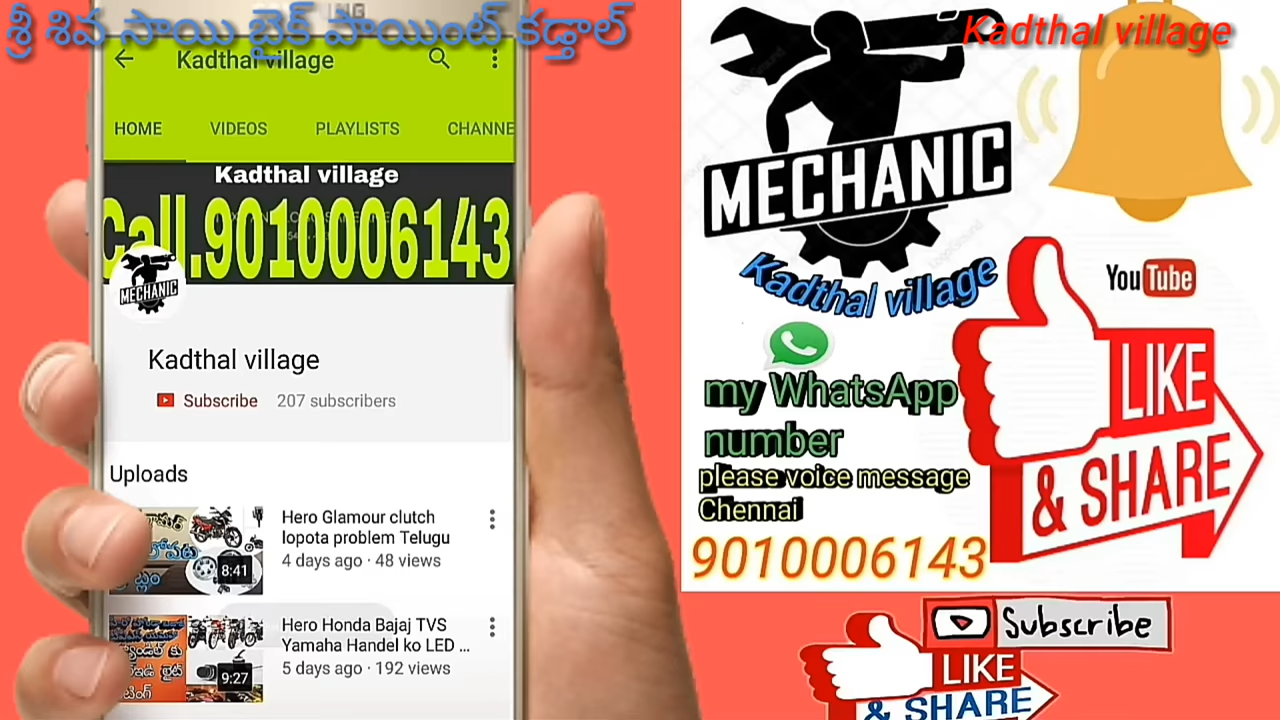 శ్రీ శివ సాయి బైక్ పాయింట్ కడ్తాల్
Kadthal village
HOME VIDEOS PLAYLISTS CHANNE
Kadthal village
Call.9010006143
MECHANIC
Kadthal village
Subscribe 207 subscribers
Uploads
Hero Glamour clutch
lopota problem Telugu
4 days ago · 48 views
8:41
Hero Honda Bajaj TVS
Yamaha Handel ko LED ...
5 days ago · 192 views
9:27
Kadthal village
MECHANIC
Kadthal village
YouTube
my WhatsApp
number
please voice message
Chennai
9010006143
LIKE
& SHARE
Subscribe
LIKE
& SHARE